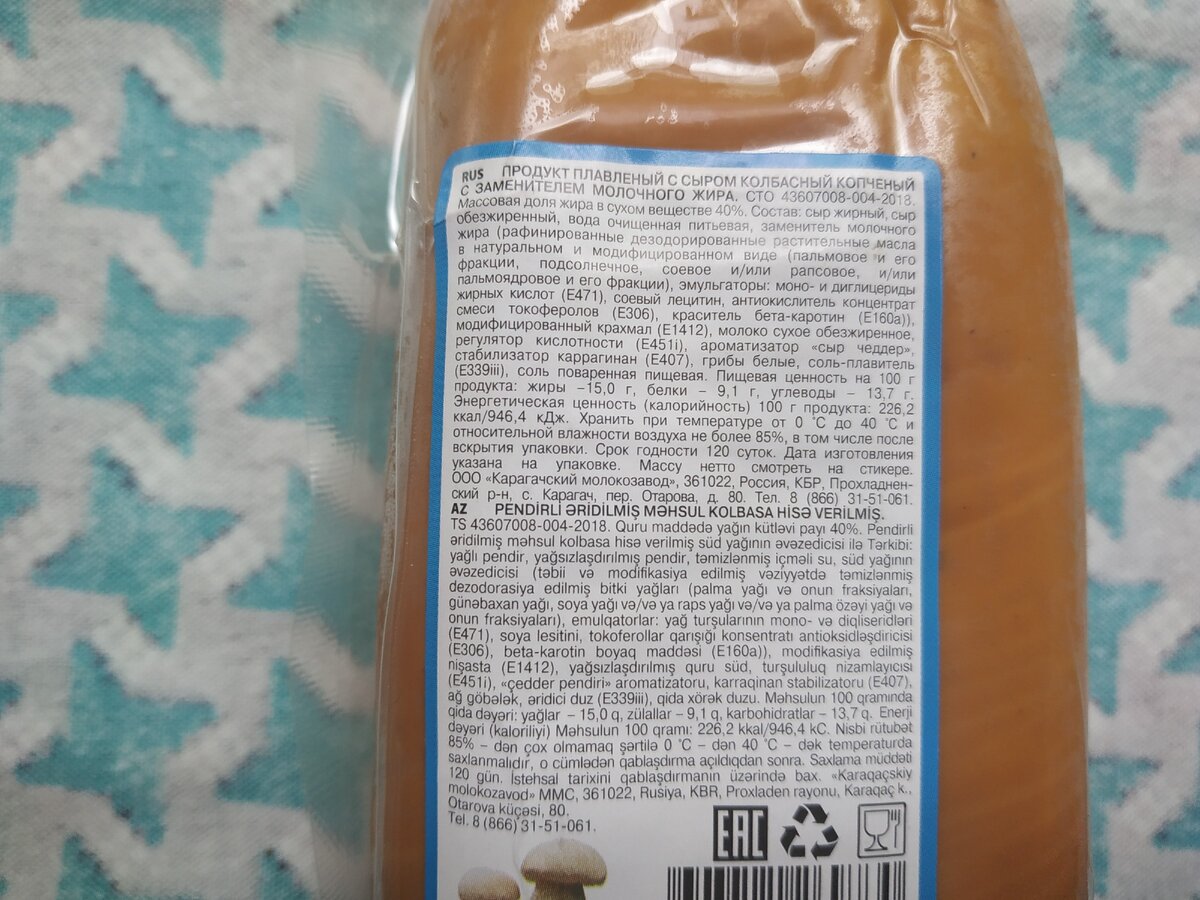 RUS ПРОДУКТ ПЛАВЛЕНЫЙ С СЫРОМ КОЛБАСНЫЙ КОПЧЕНЫЙ
С ЗАМЕНИТЕЛЕМ МОЛОЧНОГО ЖИРА. СТО 43607008-004-2018.
Массовая доля жира в сухом веществе 40%. Состав: сыр жирный, сыр
обезжиренный, вода очищенная питьевая, заменитель молочного
жира (рафинированные дезодорированные растительные масла
в натуральном и модифицированном виде (пальмовое и его
фракции, подсолнечное, соевое и/или рапсовое, и/или
пальмоядровое и его фракции), эмульгаторы: моно- и диглицериды
жирных кислот (Е471), соевый лецитин, антиокислитель концентрат
смеси токоферолов (Е306), краситель бета-каротин (Е160а)),
модифицированный крахмал (Е1412), молоко сухое обезжиренное,
регулятор кислотности (Е451i), ароматизатор «сыр чеддер»,
стабилизатор каррагинан (Е407), грибы белые, соль-плавитель
(Е339iii), соль поваренная пищевая. Пищевая ценность на 100 г
продукта: жиры –15,0 г, белки – 9,1 г, углеводы – 13,7 г.
Энергетическая ценность (калорийность) 100 г продукта: 226,2
ккал/946,4 кДж. Хранить при температуре от 0 °С до 40 °С и
относительной влажности воздуха не более 85%, в том числе после
вскрытия упаковки. Срок годности 120 суток. Дата изготовления
указана на упаковке. Массу нетто смотреть на стикере.
ООО «Карагачский молокозавод», 361022, Россия, КБР, Прохладнен-
ский р-н, с. Карагач, пер. Отарова, д. 80. Тел. 8 (866) 31-51-061.
AZ PENDIRLİ ƏRIDILMIŞ MƏHSUL KOLBASA HISƏ VERILMIŞ.
TS 43607008-004-2018. Quru maddədə yağın kütləvi payı 40%. Pendirli
əridilmiş məhsul kolbasa hisə verilmiş süd yağının əvəzedicisi ilə Tərkibi:
yağlı pendir, yağsızlaşdırılmış pendir, təmizlənmiş içməli su, süd yağının
əvəzedicisi (təbii və modifikasiya edilmiş vəziyyətdə təmizlənmiş
dezodorasiya edilmiş bitki yağları (palma yağı və onun fraksiyaları,
günəbaxan yağı, soya yağı və/və ya raps yağı və/və ya palma özəyi yağı və
onun fraksiyaları), emulqatorlar: yağ turşularının mono- və diqliseridləri
(E471), soya lesitini, tokoferollar qarışığı konsentratı antioksidləşdiricisi
(E306), beta-karotin boyaq maddəsi (E160a)), modifikasiya edilmiş
nişasta (E1412), yağsızlaşdırılmış quru süd, turşululuq nizamlayıcısı
(E451i), «çedder pendiri» aromatizatoru, karraqinan stabilizatoru (E407),
ağ göbələk, əridici duz (E339iii), qida xörək duzu. Məhsulun 100 qramında
qida dəyəri: yağlar – 15,0 q, zülallar – 9,1 q, karbohidratlar – 13,7 q. Enerji
dəyəri (kaloriliyi) Məhsulun 100 qramı: 226,2 kkal/946,4 kC. Nisbi rütubət
85% – dən çox olmamaq şərtilə 0 °C – dən 40 °C – dək temperaturda
saxlanmalıdır, o cümlədən qablaşdırma açıldıqdan sonra. Saxlama müddəti
120 gün. İstehsal tarixini qablaşdırmanın üzərində bax. «Karaqaçskiy
molokozavod» MMC, 361022, Rusiya, KBR, Proxladen rayonu, Karaqaç k.,
Otarova küçəsi, 80.
Tel. 8 (866) 31-51-061.
EAC